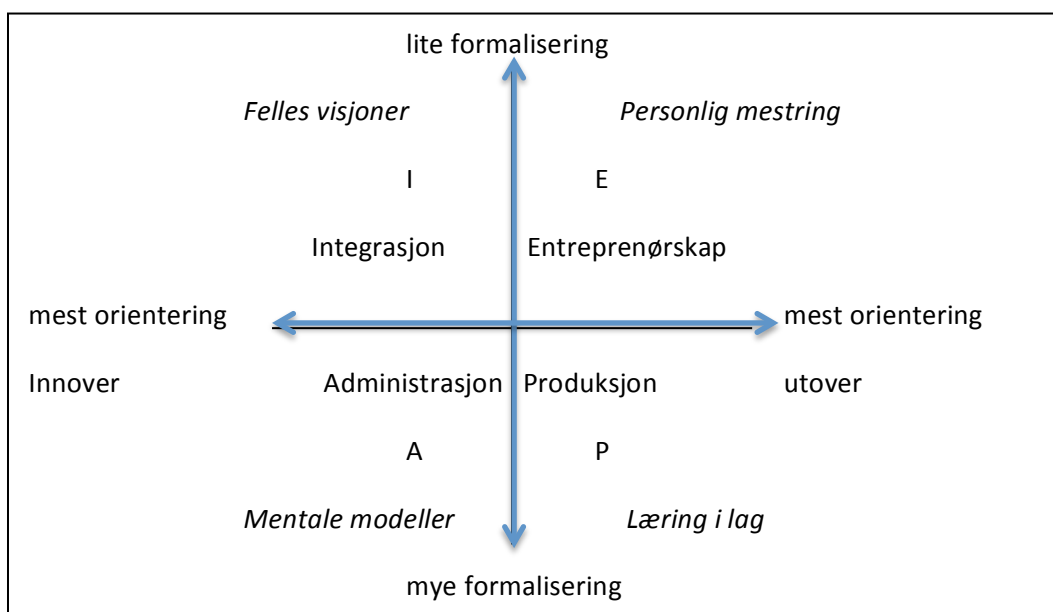 lite formalisering
Felles visjoner Personlig mestring
I E
Integrasjon Entreprenørskap
mest orientering mest orientering
Innover Administrasjon Produksjon utover
A P
Mentale modeller Læring i lag
mye formalisering